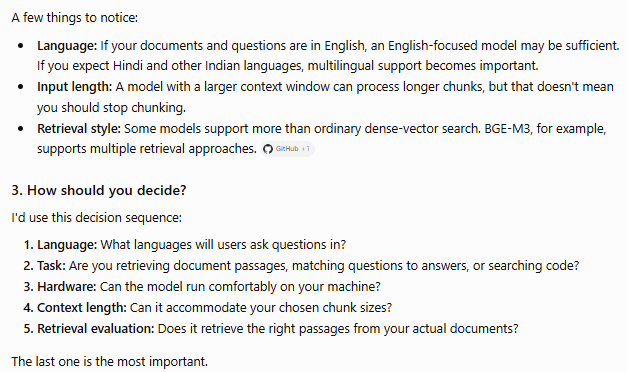 A few things to notice:
Language: If your documents and questions are in English, an English-focused model may be sufficient.
If you expect Hindi and other Indian languages, multilingual support becomes important.
Input length: A model with a larger context window can process longer chunks, but that doesn't mean
you should stop chunking.
Retrieval style: Some models support more than ordinary dense-vector search. BGE-M3, for example,
supports multiple retrieval approaches. GitHub +1
3. How should you decide?
I'd use this decision sequence:
1. Language: What languages will users ask questions in?
2. Task: Are you retrieving document passages, matching questions to answers, or searching code?
3. Hardware: Can the model run comfortably on your machine?
4. Context length: Can it accommodate your chosen chunk sizes?
5. Retrieval evaluation: Does it retrieve the right passages from your actual documents?
The last one is the most important.